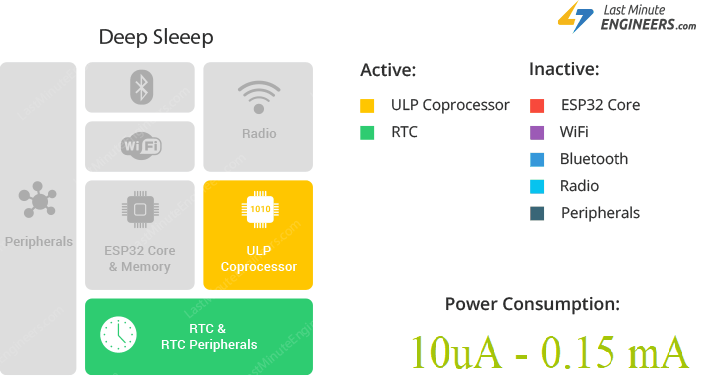 Last Minute
ENGINEERS.com
Deep Sleeep
Active:
ULP Coprocessor
RTC
Inactive:
ESP32 Core
WiFi
Bluetooth
Radio
Peripherals
Peripherals
WiFi
Radio
ESP32 Core
& Memory
1010
ULP
Coprocessor
RTC &
RTC Peripherals
Power Consumption:
10uA - 0.15 mA